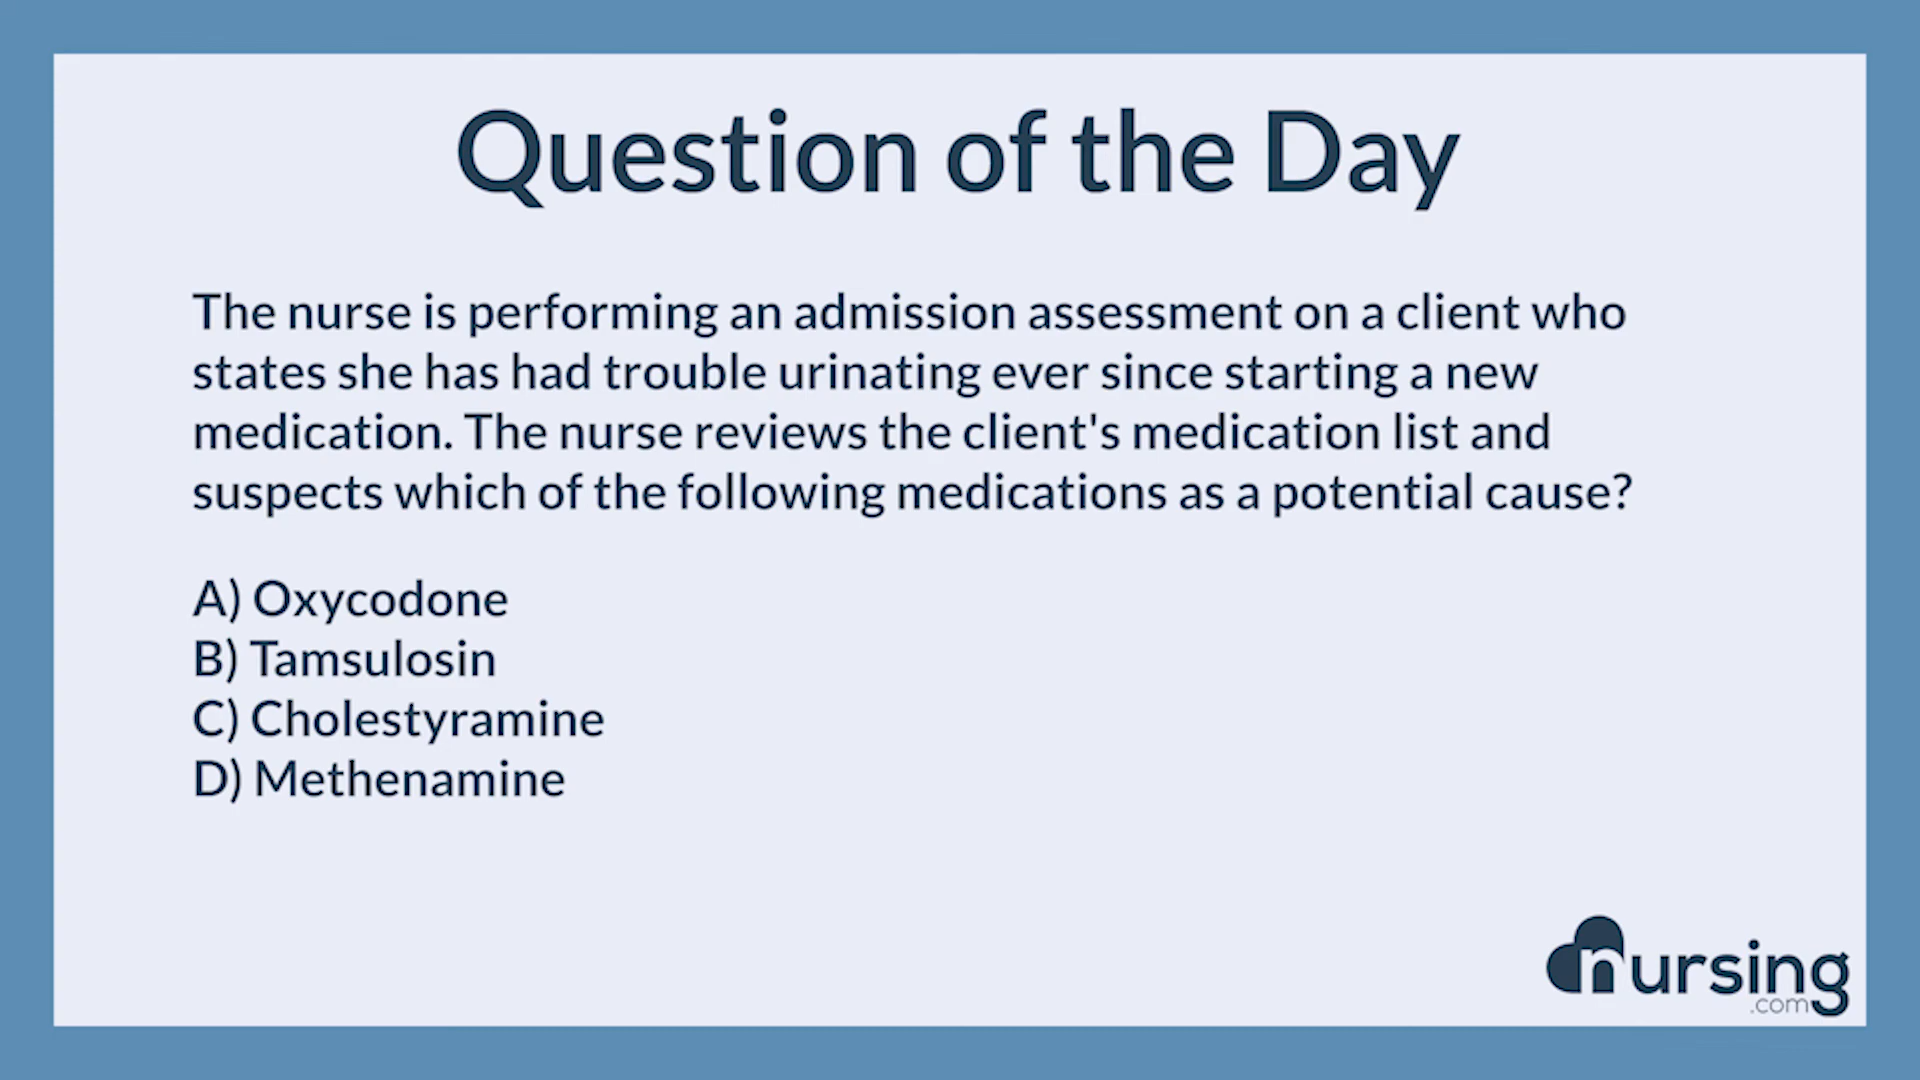 Question of the Day
The nurse is performing an admission assessment on a client who
states she has had trouble urinating ever since starting a new
medication. The nurse reviews the client's medication list and
suspects which of the following medications as a potential cause?
A) Oxycodone
B) Tamsulosin
C) Cholestyramine
D) Methenamine
nursing
.com